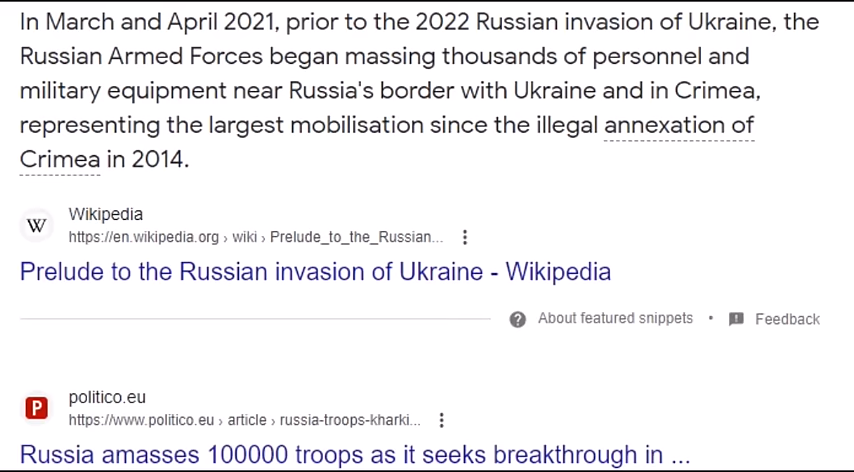 In March and April 2021, prior to the 2022 Russian invasion of Ukraine, the
Russian Armed Forces began massing thousands of personnel and
military equipment near Russia's border with Ukraine and in Crimea,
representing the largest mobilisation since the illegal annexation of
Crimea in 2014.
W
Wikipedia
https://en.wikipedia.org › wiki › Prelude_to_the_Russian...
Prelude to the Russian invasion of Ukraine - Wikipedia
? About featured snippets • ! Feedback
P
politico.eu
https://www.politico.eu › article › russia-troops-kharki...
Russia amasses 100000 troops as it seeks breakthrough in ...